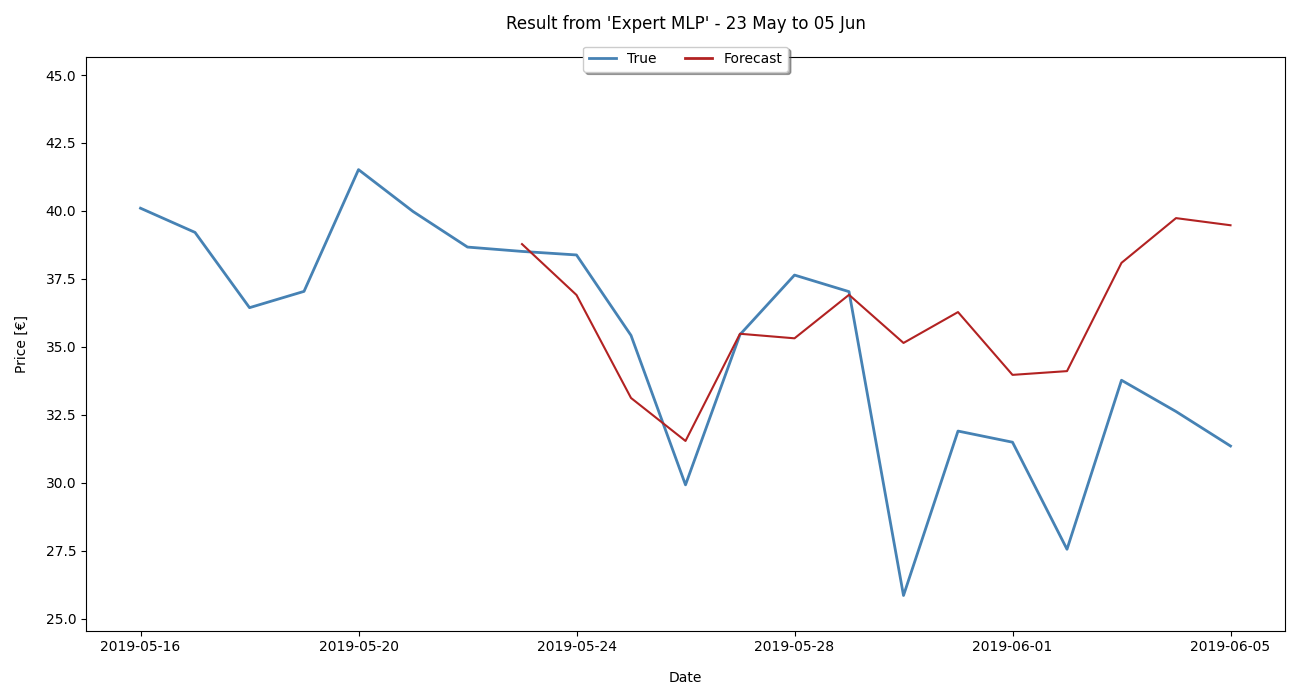 Result from 'Expert MLP' - 23 May to 05 Jun
True Forecast
45.0
42.5
40.0
37.5
35.0
32.5
30.0
27.5
25.0
Price [€]
2019-05-16 2019-05-20 2019-05-24 2019-05-28 2019-06-01 2019-06-05
Date